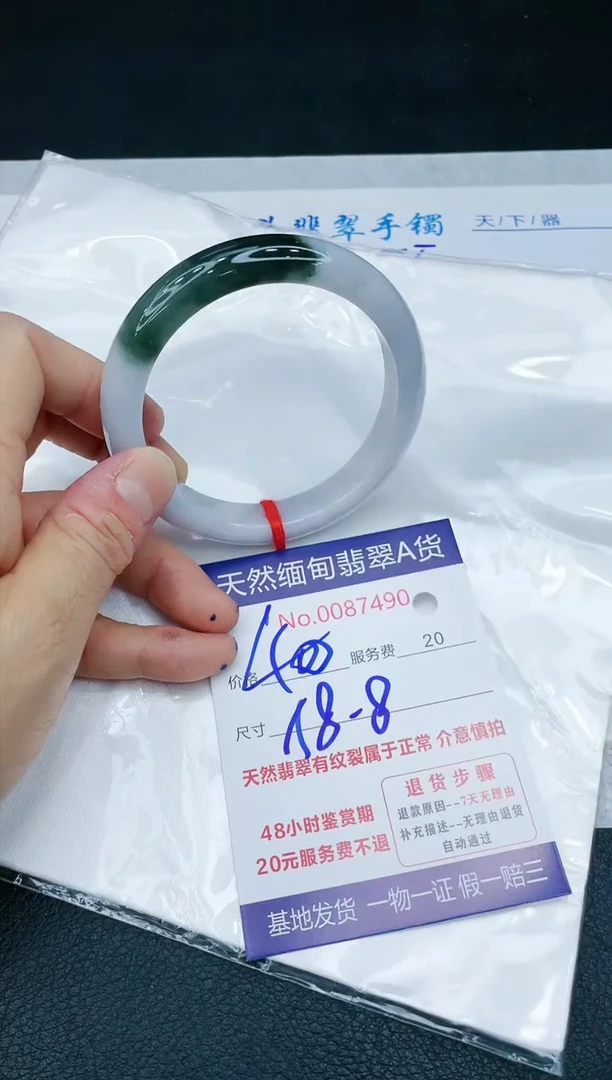 翡翠手镯
天/下/器
天然缅甸翡翠A货
No.0087490
价格 服务费 20
尺寸 58-8
天然翡翠有纹裂属于正常 介意慎拍
48小时鉴赏期
20元服务费不退
退货步骤
退款原因--7天无理由
补充描述--无理由退货
自动通过
基地发货 一物一证 假一赔三